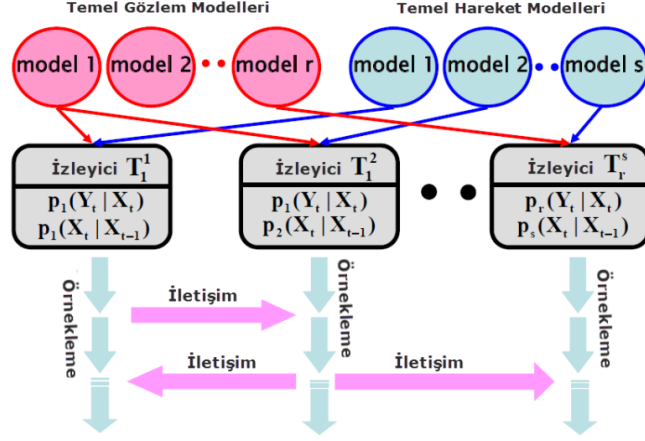 Temel Gözlem Modelleri
Temel Hareket Modelleri
model 1
model 2
model r
model 1
model 2
model s
İzleyici T₁¹
p₁(Yₜ | Xₜ)
p₁(Xₜ | Xₜ₋₁)
İzleyici T₁²
p₁(Yₜ | Xₜ)
p₂(Xₜ | Xₜ₋₁)
İzleyici Tᵣˢ
pᵣ(Yₜ | Xₜ)
pₛ(Xₜ | Xₜ₋₁)
Örnekleme
Örnekleme
Örnekleme
İletişim
İletişim
İletişim